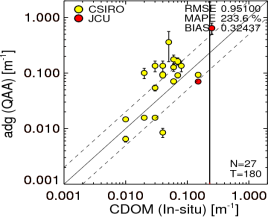 CSIRO
JCU
RMSE 0.95100
MAPE 233.6 %
BIAS 0.32437
1.000
0.100
0.010
0.001
adg (QAA) [m⁻¹]
N=27
T=180
0.001 0.010 0.100 1.000
CDOM (In-situ) [m⁻¹]